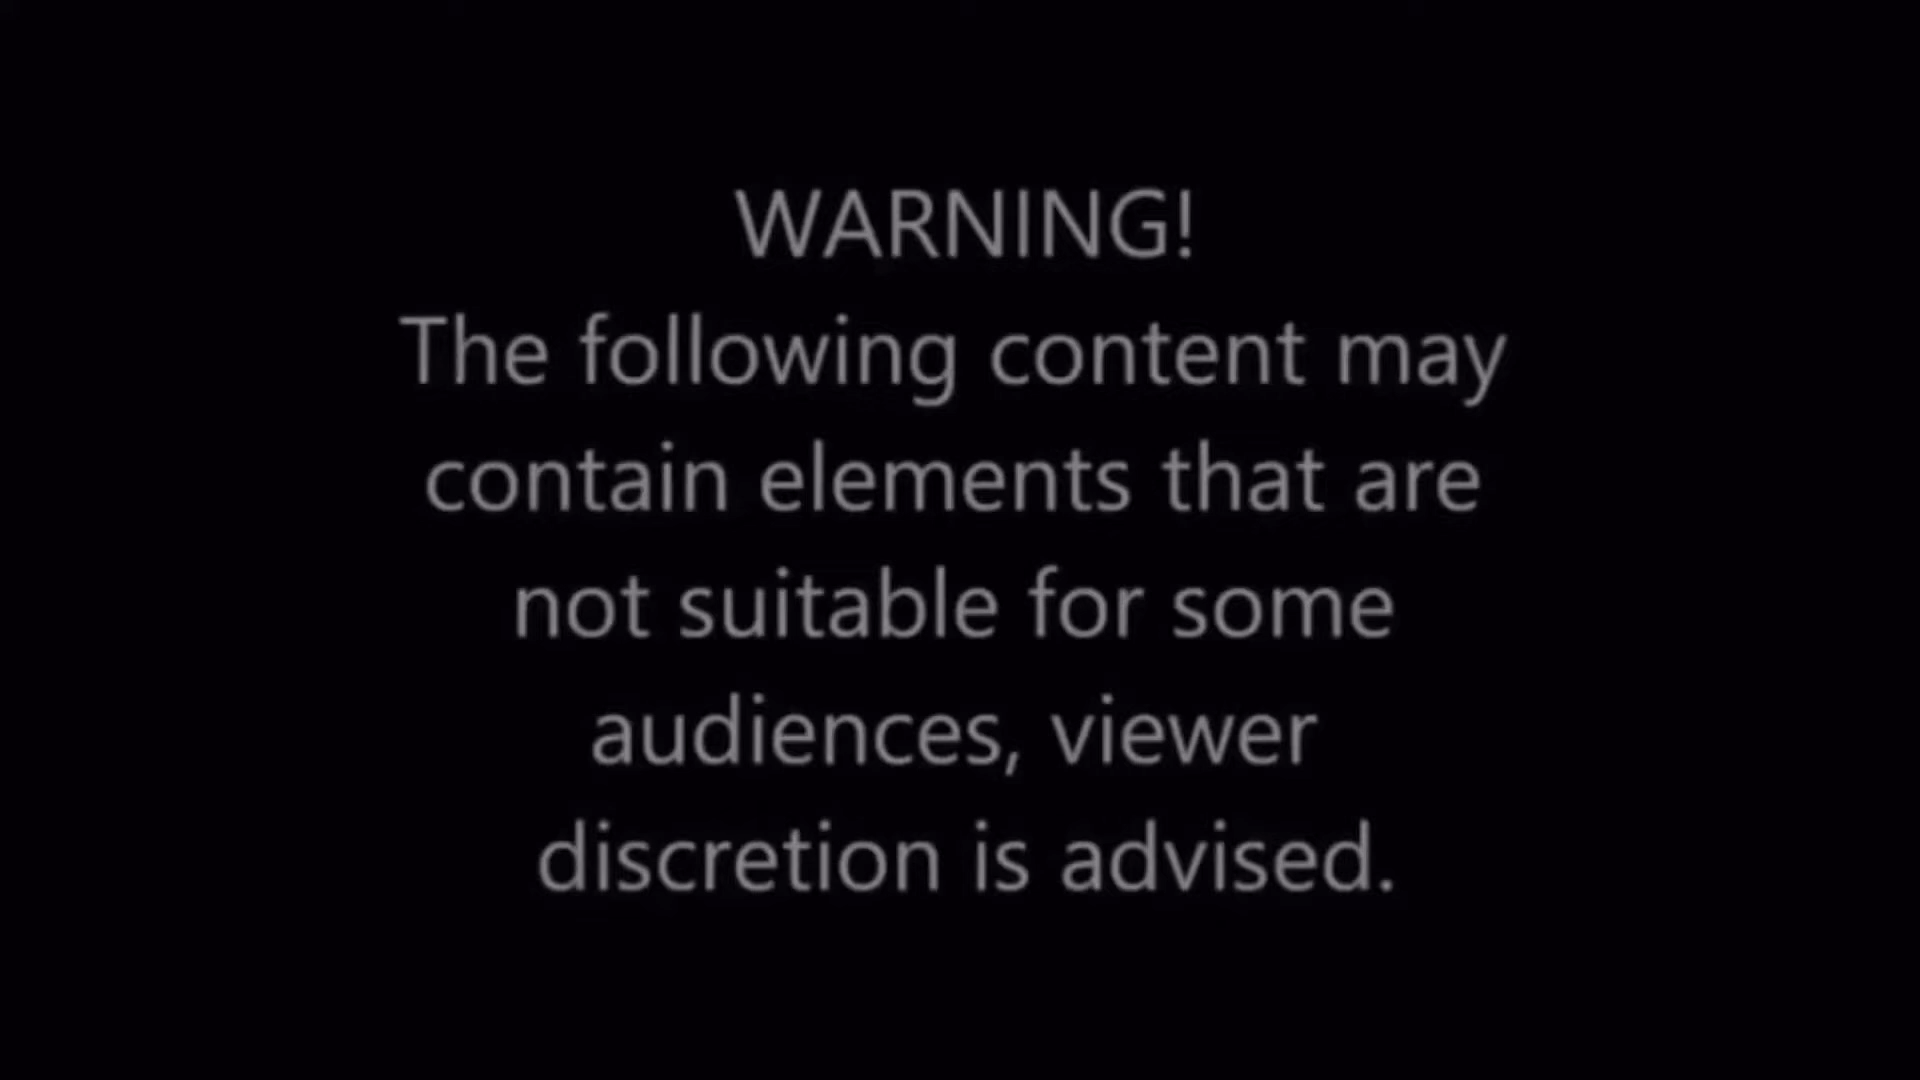 WARNING!
The following content may
contain elements that are
not suitable for some
audiences, viewer
discretion is advised.